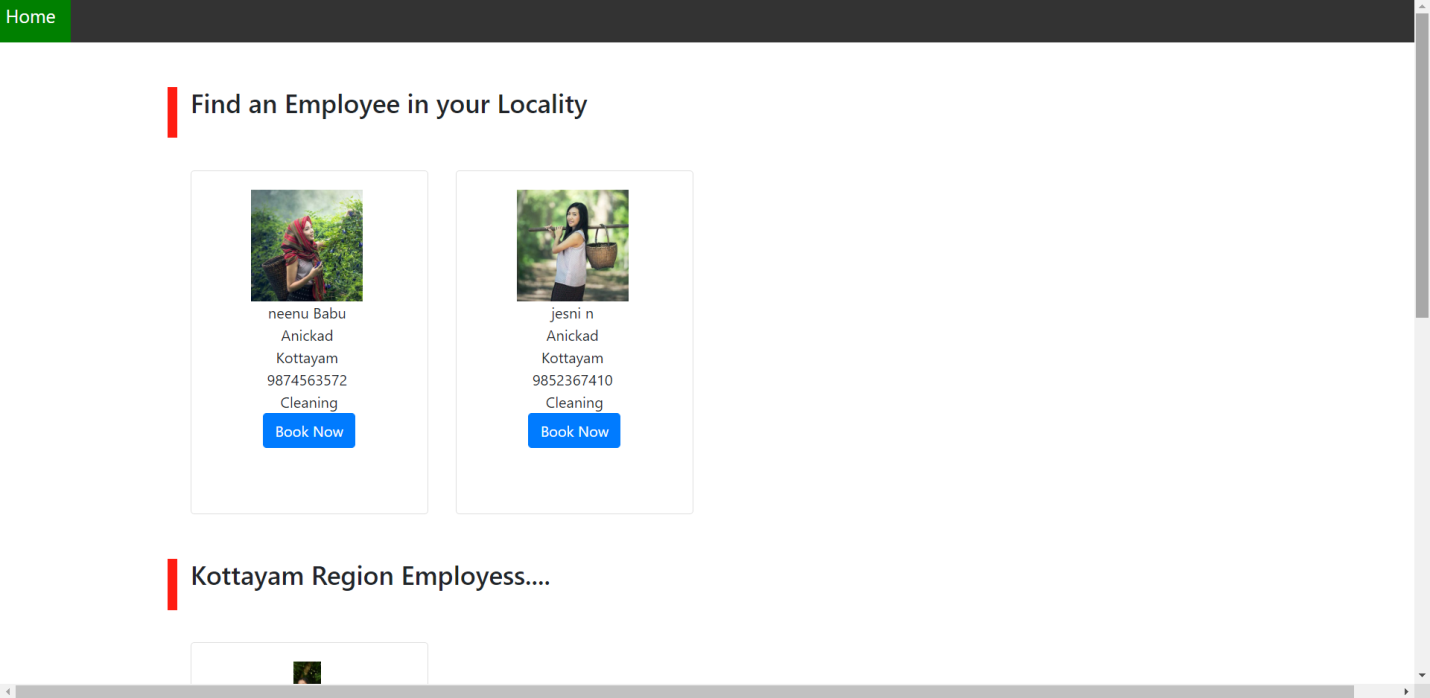 Home
Find an Employee in your Locality
neenu Babu
Anickad
Kottayam
9874563572
Cleaning
Book Now
jesni n
Anickad
Kottayam
9852367410
Cleaning
Book Now
Kottayam Region Employess....